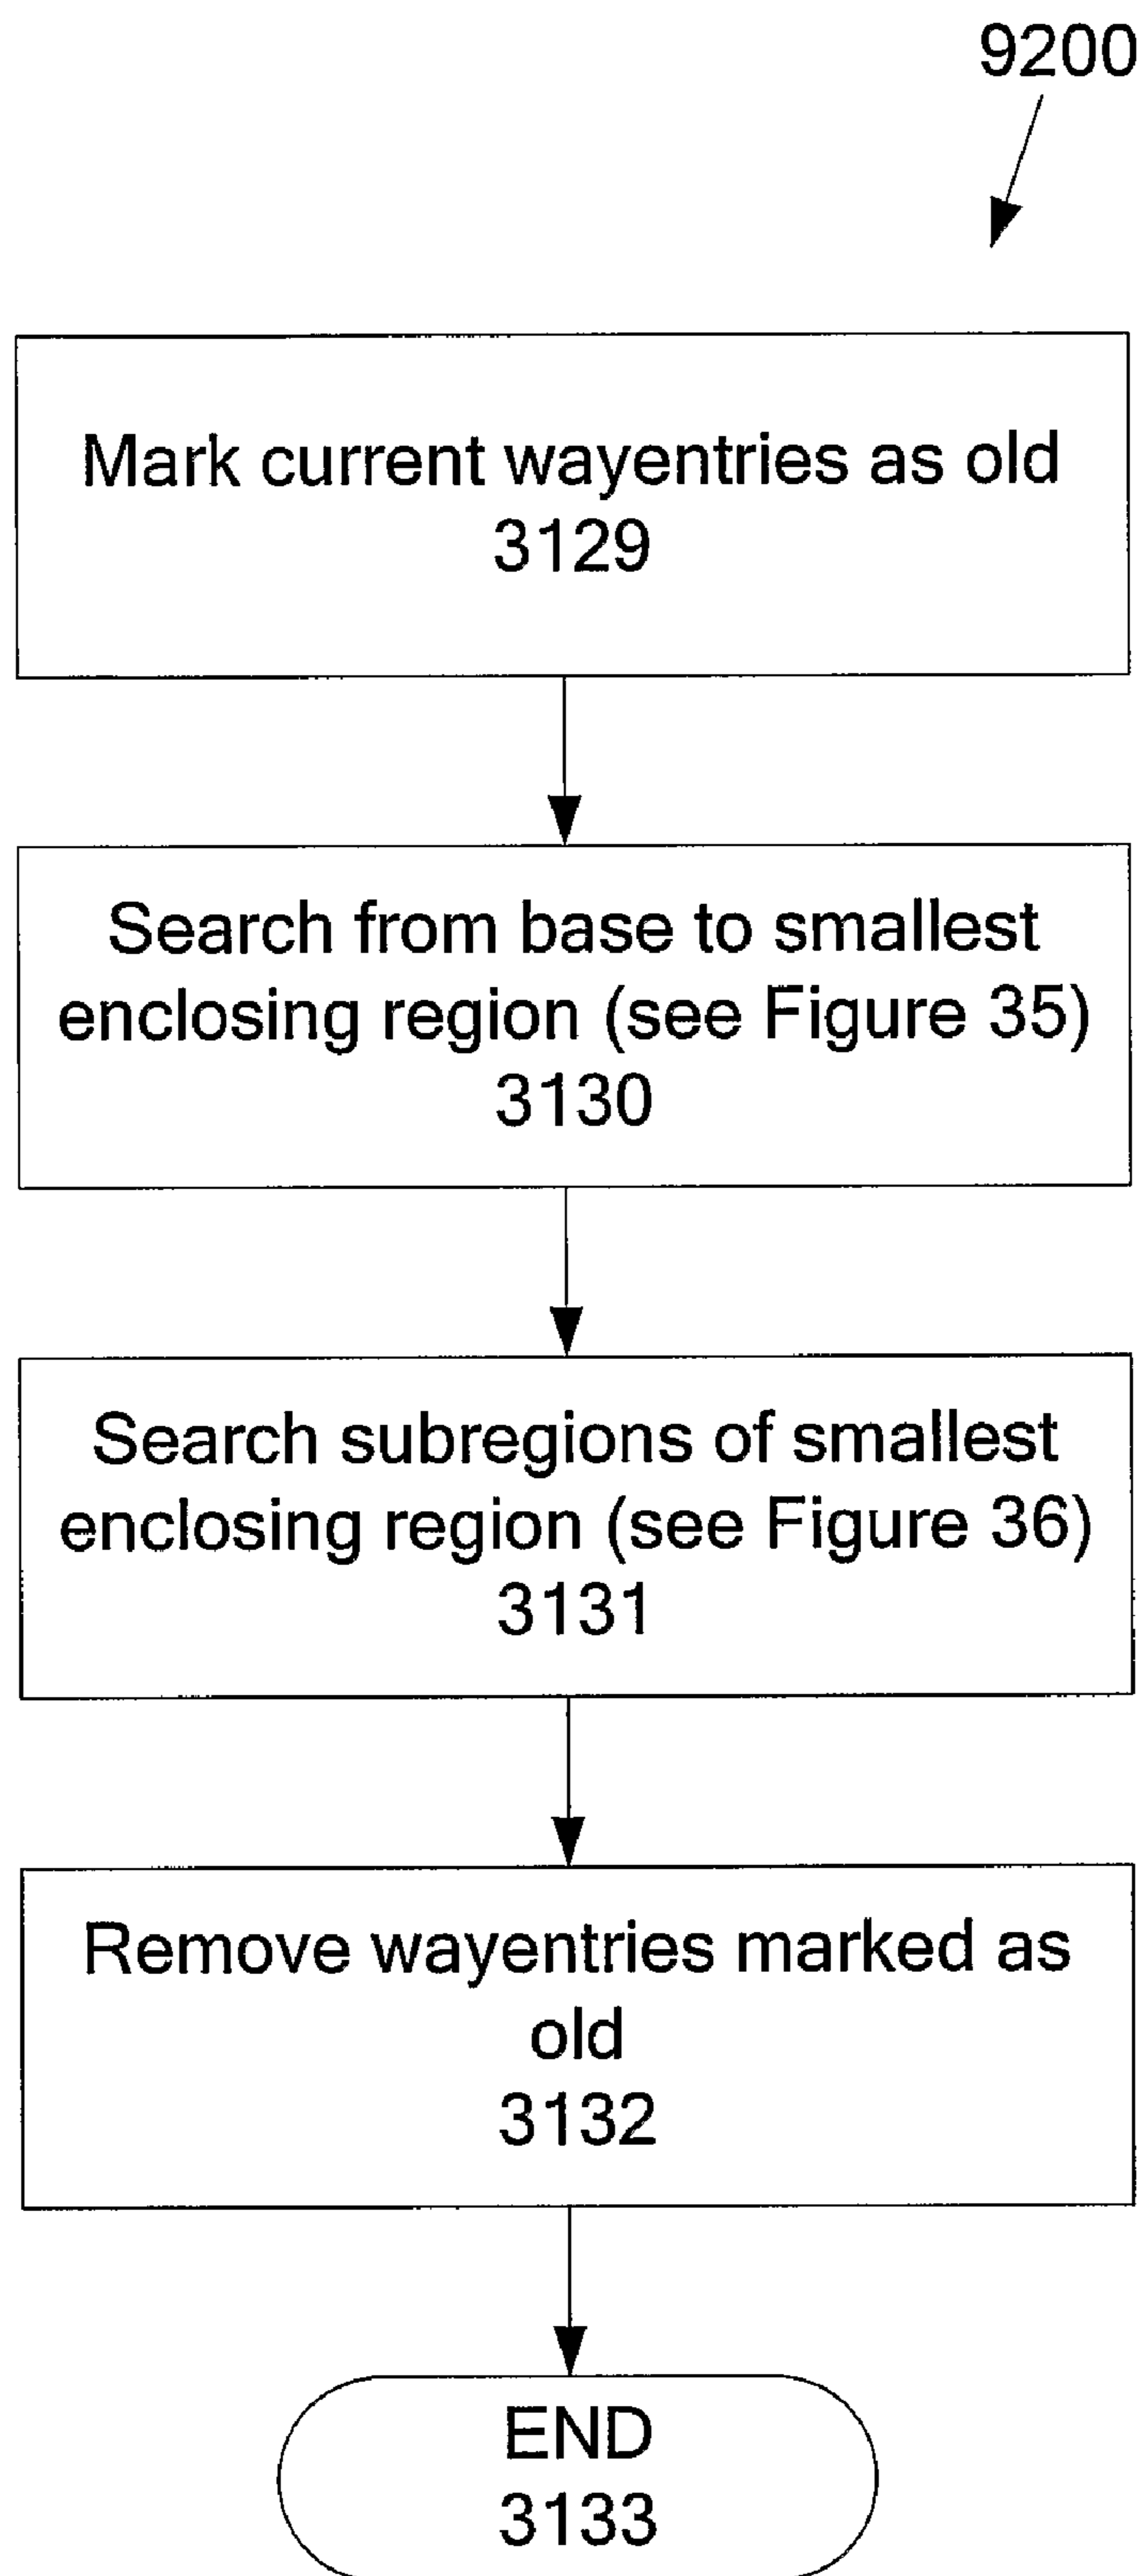 9200
Mark current wayentries as old
3129
Search from base to smallest
enclosing region (see Figure 35)
3130
Search subregions of smallest
enclosing region (see Figure 36)
3131
Remove wayentries marked as
old
3132
END
3133